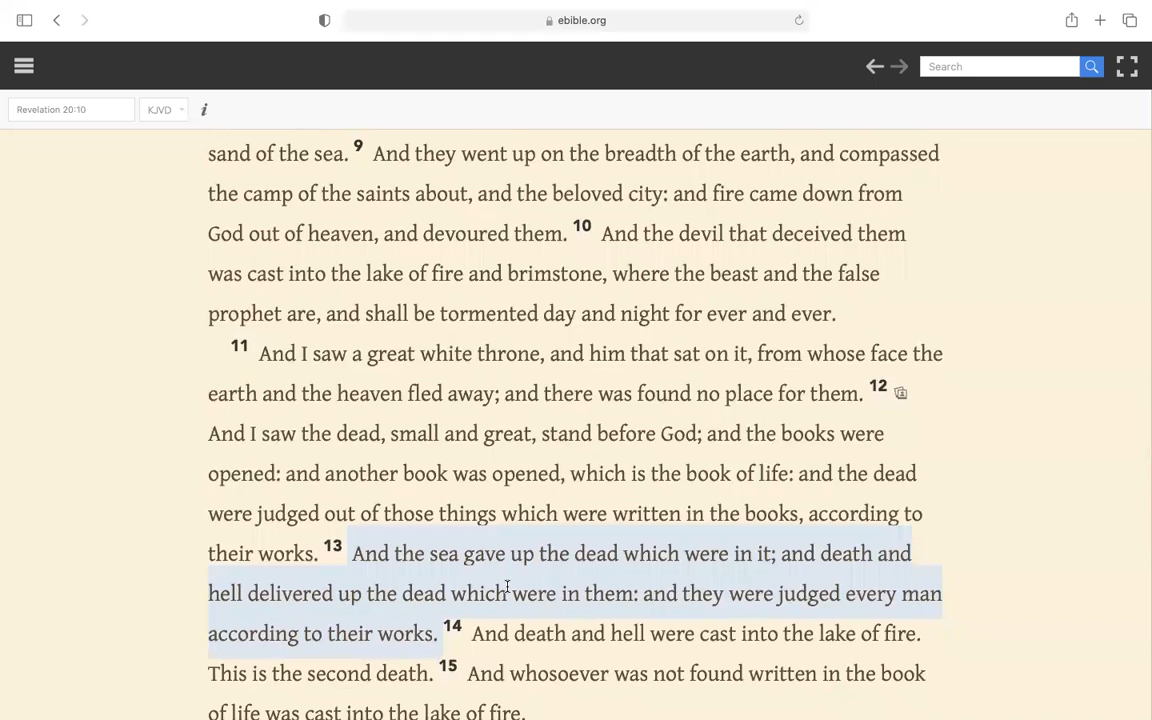 ebible.org
Search
Revelation 20:10
KJVD
i
sand of the sea. 9 And they went up on the breadth of the earth, and compassed
the camp of the saints about, and the beloved city: and fire came down from
God out of heaven, and devoured them. 10 And the devil that deceived them
was cast into the lake of fire and brimstone, where the beast and the false
prophet are, and shall be tormented day and night for ever and ever.
11 And I saw a great white throne, and him that sat on it, from whose face the
earth and the heaven fled away; and there was found no place for them. 12
And I saw the dead, small and great, stand before God; and the books were
opened: and another book was opened, which is the book of life: and the dead
were judged out of those things which were written in the books, according to
their works. 13 And the sea gave up the dead which were in it; and death and
hell delivered up the dead which were in them: and they were judged every man
according to their works. 14 And death and hell were cast into the lake of fire.
This is the second death. 15 And whosoever was not found written in the book
of life was cast into the lake of fire.